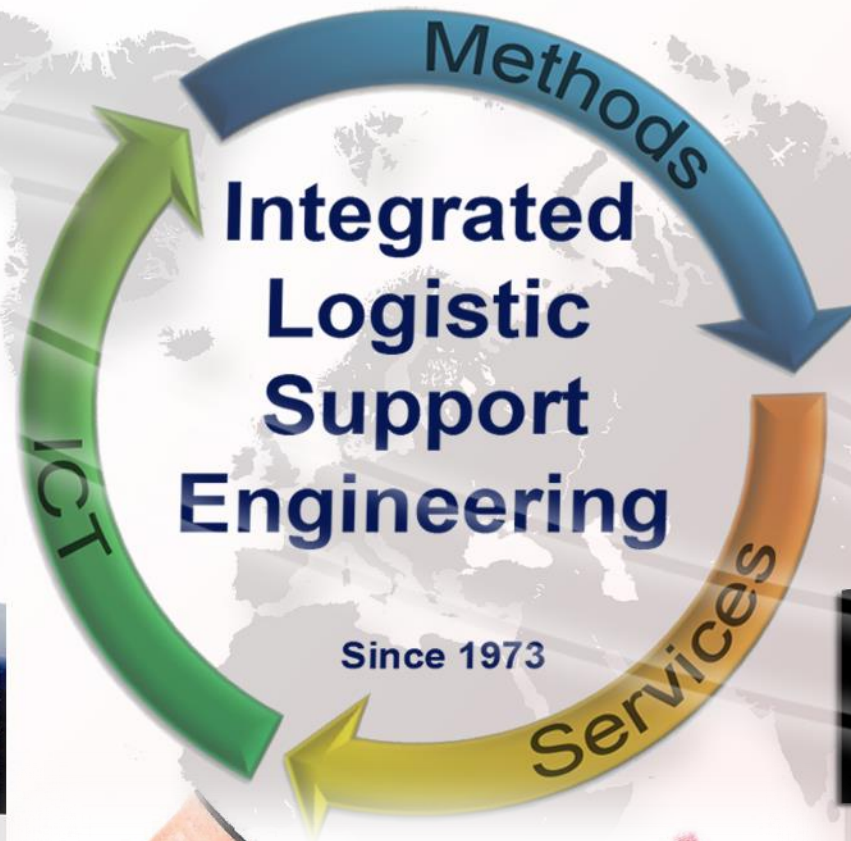 Methods
Integrated
Logistic
Support
Engineering
ICT
Since 1973
Services